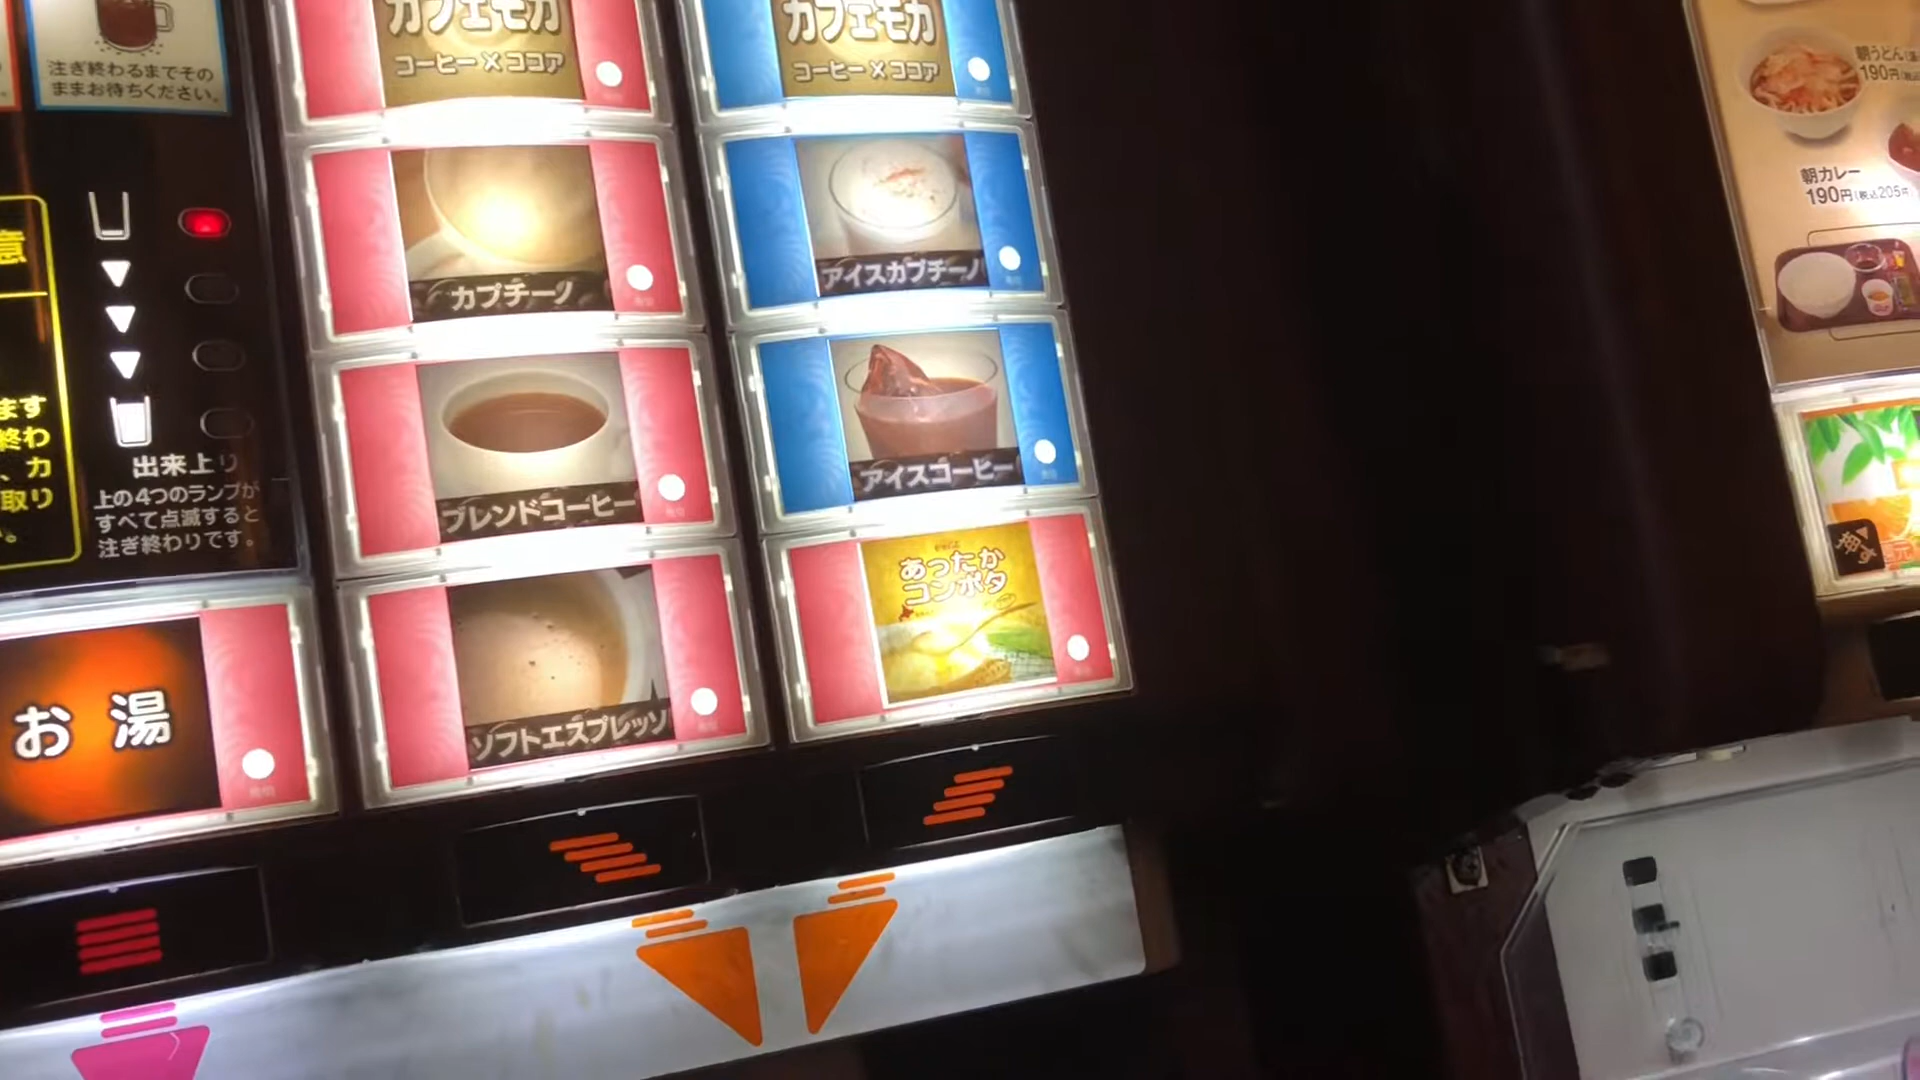 注ぎ終わるまでその
ままお待ちください。
意
ます
終わ
、カ
取り
。
出来上り
上の4つのランプが
すべて点滅すると
注ぎ終わりです。
お湯
カフェモカ
コーヒー×ココア
カプチーノ
ブレンドコーヒー
ソフトエスプレッソ
カフェモカ
コーヒー×ココア
アイスカプチーノ
アイスコーヒー
あったか
コンポタ
朝うどん
190円
朝カレー
190円(税込205円